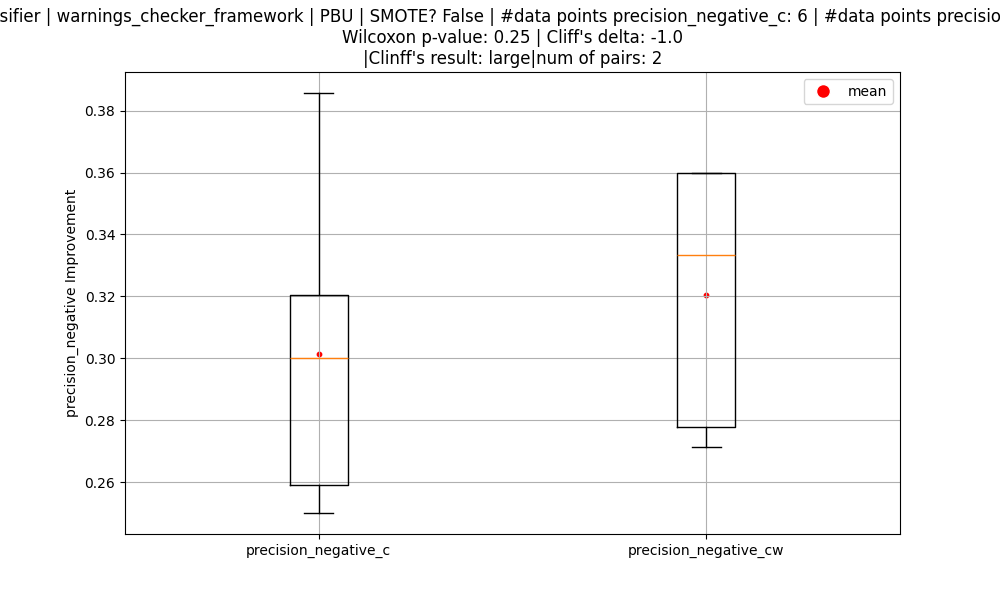 | warnings_checker_framework | PBU | SMOTE? False | #data points precision_negative_c: 6 | #data points
Wilcoxon p-value: 0.25 | Cliff's delta: -1.0
|Clinff's result: large|num of pairs: 2
mean
0.38
0.36
0.34
0.32
0.30
0.28
0.26
precision_negative Improvement
precision_negative_c
precision_negative_cw